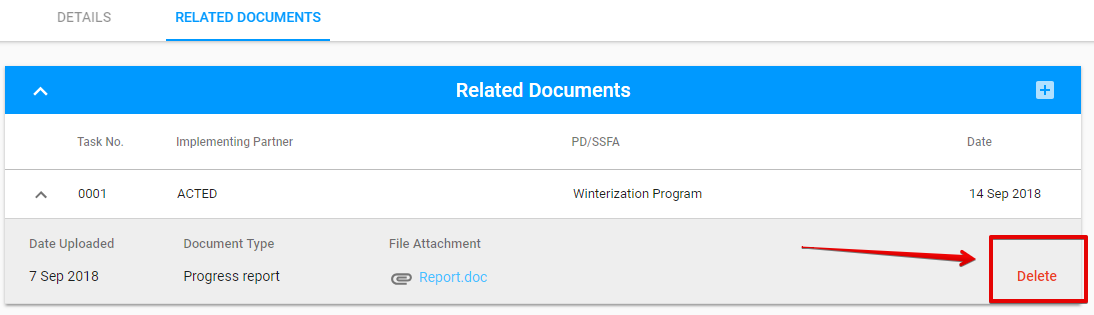 DETAILS RELATED DOCUMENTS
Related Documents
Task No. Implementing Partner PD/SSFA Date
0001 ACTED Winterization Program 14 Sep 2018
Date Uploaded Document Type File Attachment
7 Sep 2018 Progress report Report.doc Delete